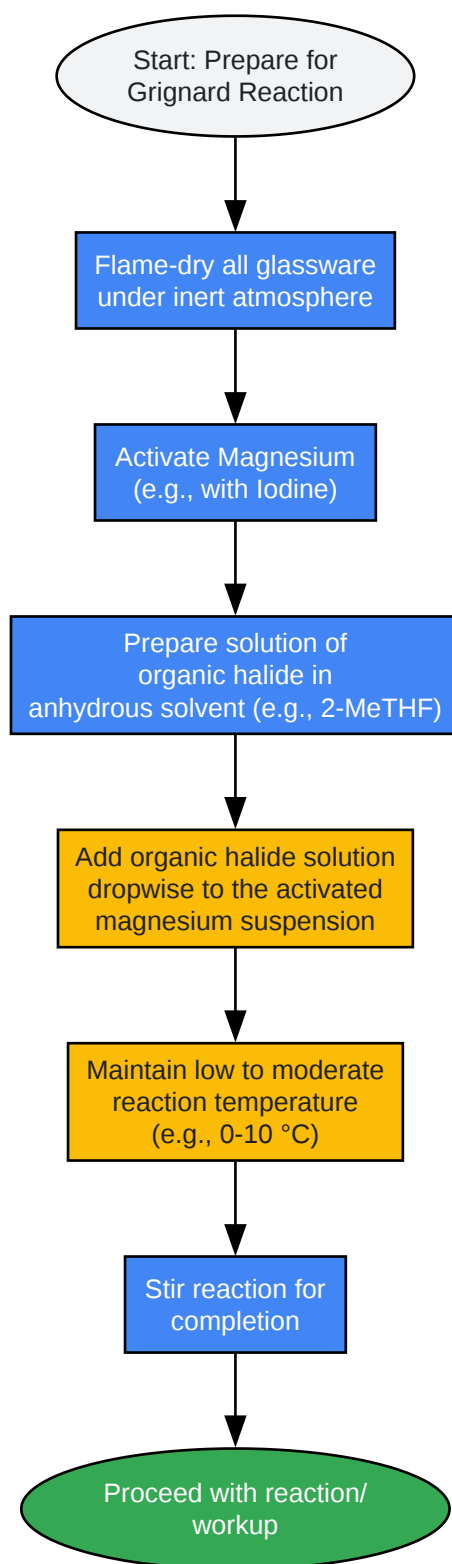 Start: Prepare for
Grignard Reaction
Flame-dry all glassware
under inert atmosphere
Activate Magnesium
(e.g., with Iodine)
Prepare solution of
organic halide in
anhydrous solvent (e.g., 2-MeTHF)
Add organic halide solution
dropwise to the activated
magnesium suspension
Maintain low to moderate
reaction temperature
(e.g., 0-10 °C)
Stir reaction for
completion
Proceed with reaction/
workup